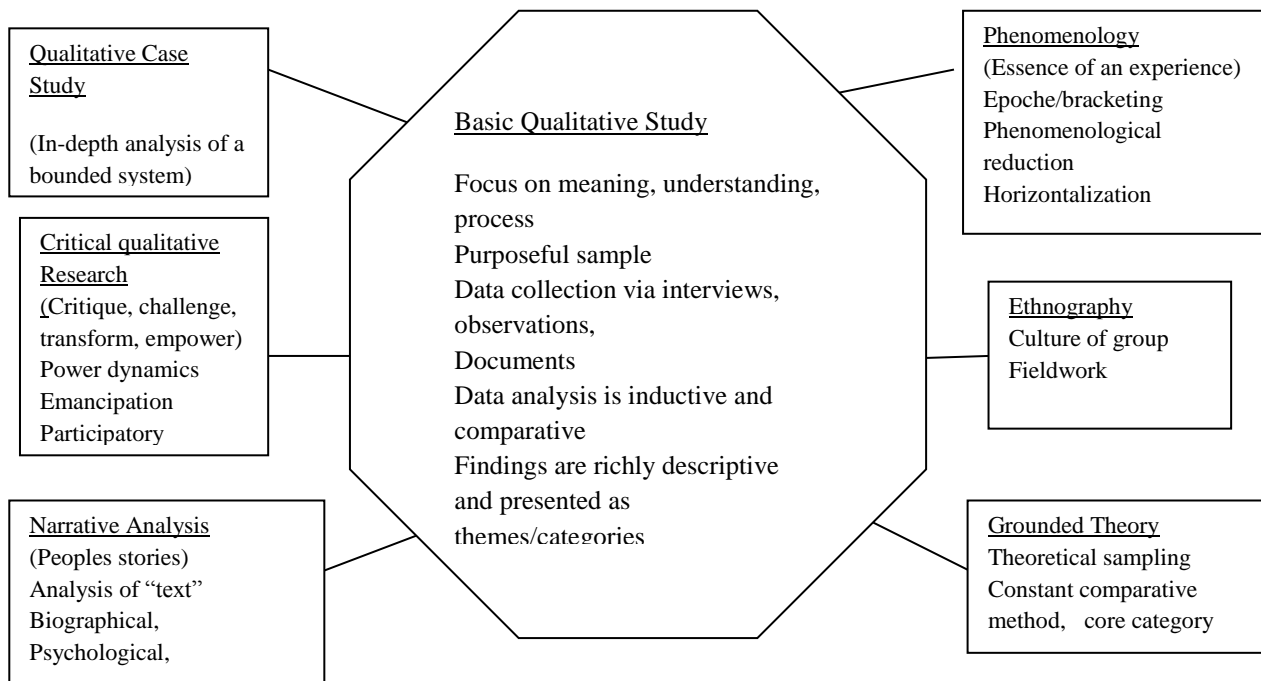 Qualitative Case
Study
(In-depth analysis of a
bounded system)
Critical qualitative
Research
(Critique, challenge,
transform, empower)
Power dynamics
Emancipation
Participatory
Narrative Analysis
(Peoples stories)
Analysis of “text”
Biographical,
Psychological,
Basic Qualitative Study
Focus on meaning, understanding,
process
Purposeful sample
Data collection via interviews,
observations,
Documents
Data analysis is inductive and
comparative
Findings are richly descriptive
and presented as
themes/categories
Phenomenology
(Essence of an experience)
Epoche/bracketing
Phenomenological
reduction
Horizontalization
Ethnography
Culture of group
Fieldwork
Grounded Theory
Theoretical sampling
Constant comparative
method, core category